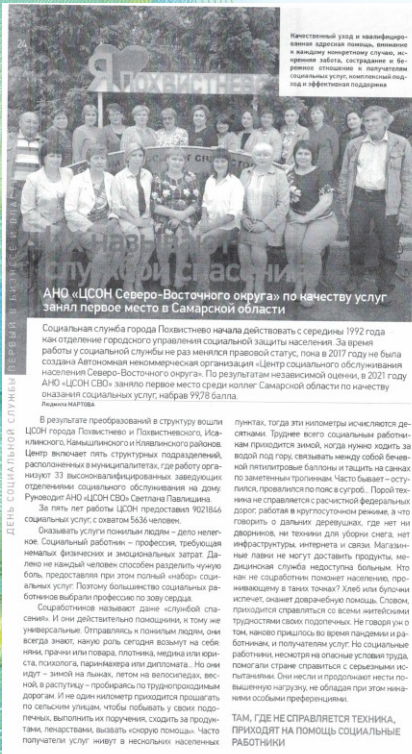 Качественный уход и квалифициро-
ванная адресная помощь, внимание
к каждому конкретному случаю, ис-
кренняя забота, сострадание и бе-
режное отношение к получателям
социальных услуг, комплексный под-
ход и эффективная поддержка
ПОХВИСТНЕВО
службой спасения
АНО «ЦСОН Северо-Восточного округа» по качеству услуг
занял первое место в Самарской области
Социальная служба города Похвистнево начала действовать с середины 1992 года
как отделение городского управления социальной защиты населения. За время
работы у социальной службы не раз менялся правовой статус, пока в 2017 году не была
создана Автономная некоммерческая организация «Центр социального обслуживания
населения Северо-Восточного округа». По результатам независимой оценки, в 2021 году
АНО «ЦСОН СВО» заняло первое место среди коллег Самарской области по качеству
оказания социальных услуг, набрав 99,78 балла.
Людмила МАРТОВА
ДЕНЬ СОЦИАЛЬНОЙ СЛУЖБЫ ПЕРВЫЙ
В результате преобразований в структуру вошли
ЦСОН города Похвистнево и Похвистневского, Иса-
клинского, Камышлинского и Клявлинского районов.
Центр включает пять структурных подразделений,
расположенных в муниципалитетах, где работу орга-
низуют 33 высококвалифицированных заведующих
отделениями социального обслуживания на дому.
Руководит АНО «ЦСОН СВО» Светлана Павлишина.
За пять лет работы ЦСОН предоставил 9021846
социальных услуг, с охватом 5636 человек.
Оказывать услуги пожилым людям – дело нелег-
кое. Социальный работник – профессия, требующая
немалых физических и эмоциональных затрат. Да-
леко не каждый человек способен разделить чужую
боль, предоставляя при этом полный «набор» соци-
альных услуг. Поэтому большинство социальных ра-
ботников выбрали профессию по зову сердца.
Соцработников называют даже «службой спа-
сения». И они действительно помощники, к тому же
универсальные. Отправляясь к пожилым людям, они
всегда знают, какую роль сегодня возьмут на себя:
няни, прачки или повара, плотника, медика или юри-
ста, психолога, парикмахера или дипломата... Но они
идут – зимой на лыжах, летом на велосипедах, вес-
ной, в распутицу – пробираясь по труднопроходимым
дорогам. И не один километр приходится прошагать
по сельским улицам, чтобы побывать у своих подо-
печных, выполнить их поручения, сходить за продук-
тами, лекарствами, вызвать «скорую помощь». Часто
получатели услуг живут в нескольких населенных
пунктах, тогда эти километры исчисляются де-
сятками. Труднее всего социальным работни-
кам приходится зимой, когда нужно ходить за
водой под гору, связывать между собой бечев-
кой пятилитровые баллоны и тащить на санках
по заметенным тропинкам. Часто бывает – осту-
пился, провалился по пояс в сугроб... Порой техни-
ка не справляется с расчисткой федеральных
дорог, работая в круглосуточном режиме, а что
говорить о дальних деревушках, где нет ни
дворников, ни техники для уборки снега, нет
инфраструктуры, интернета и связи. Магазин-
ные лавки не могут доставить продукты, ме-
дицинская служба недоступна больным. Кто
как не соцработник поможет населению, про-
живающему в таких точках? Хлеб или булочки
испечет, окажет доврачебную помощь. Словом,
приходится справляться со всеми житейскими
трудностями своих подопечных. Не говоря уж о
том, каково пришлось во время пандемии и ра-
ботникам, и получателям услуг. Но социальные
работники, несмотря на опасные условия труда,
помогали стране справиться с серьезными ис-
пытаниями. Они несли и продолжают нести по-
вышенную нагрузку, не обладая при этом ника-
кими особыми преференциями.
ТАМ, ГДЕ НЕ СПРАВЛЯЕТСЯ ТЕХНИКА,
ПРИХОДЯТ НА ПОМОЩЬ СОЦИАЛЬНЫЕ
РАБОТНИКИ